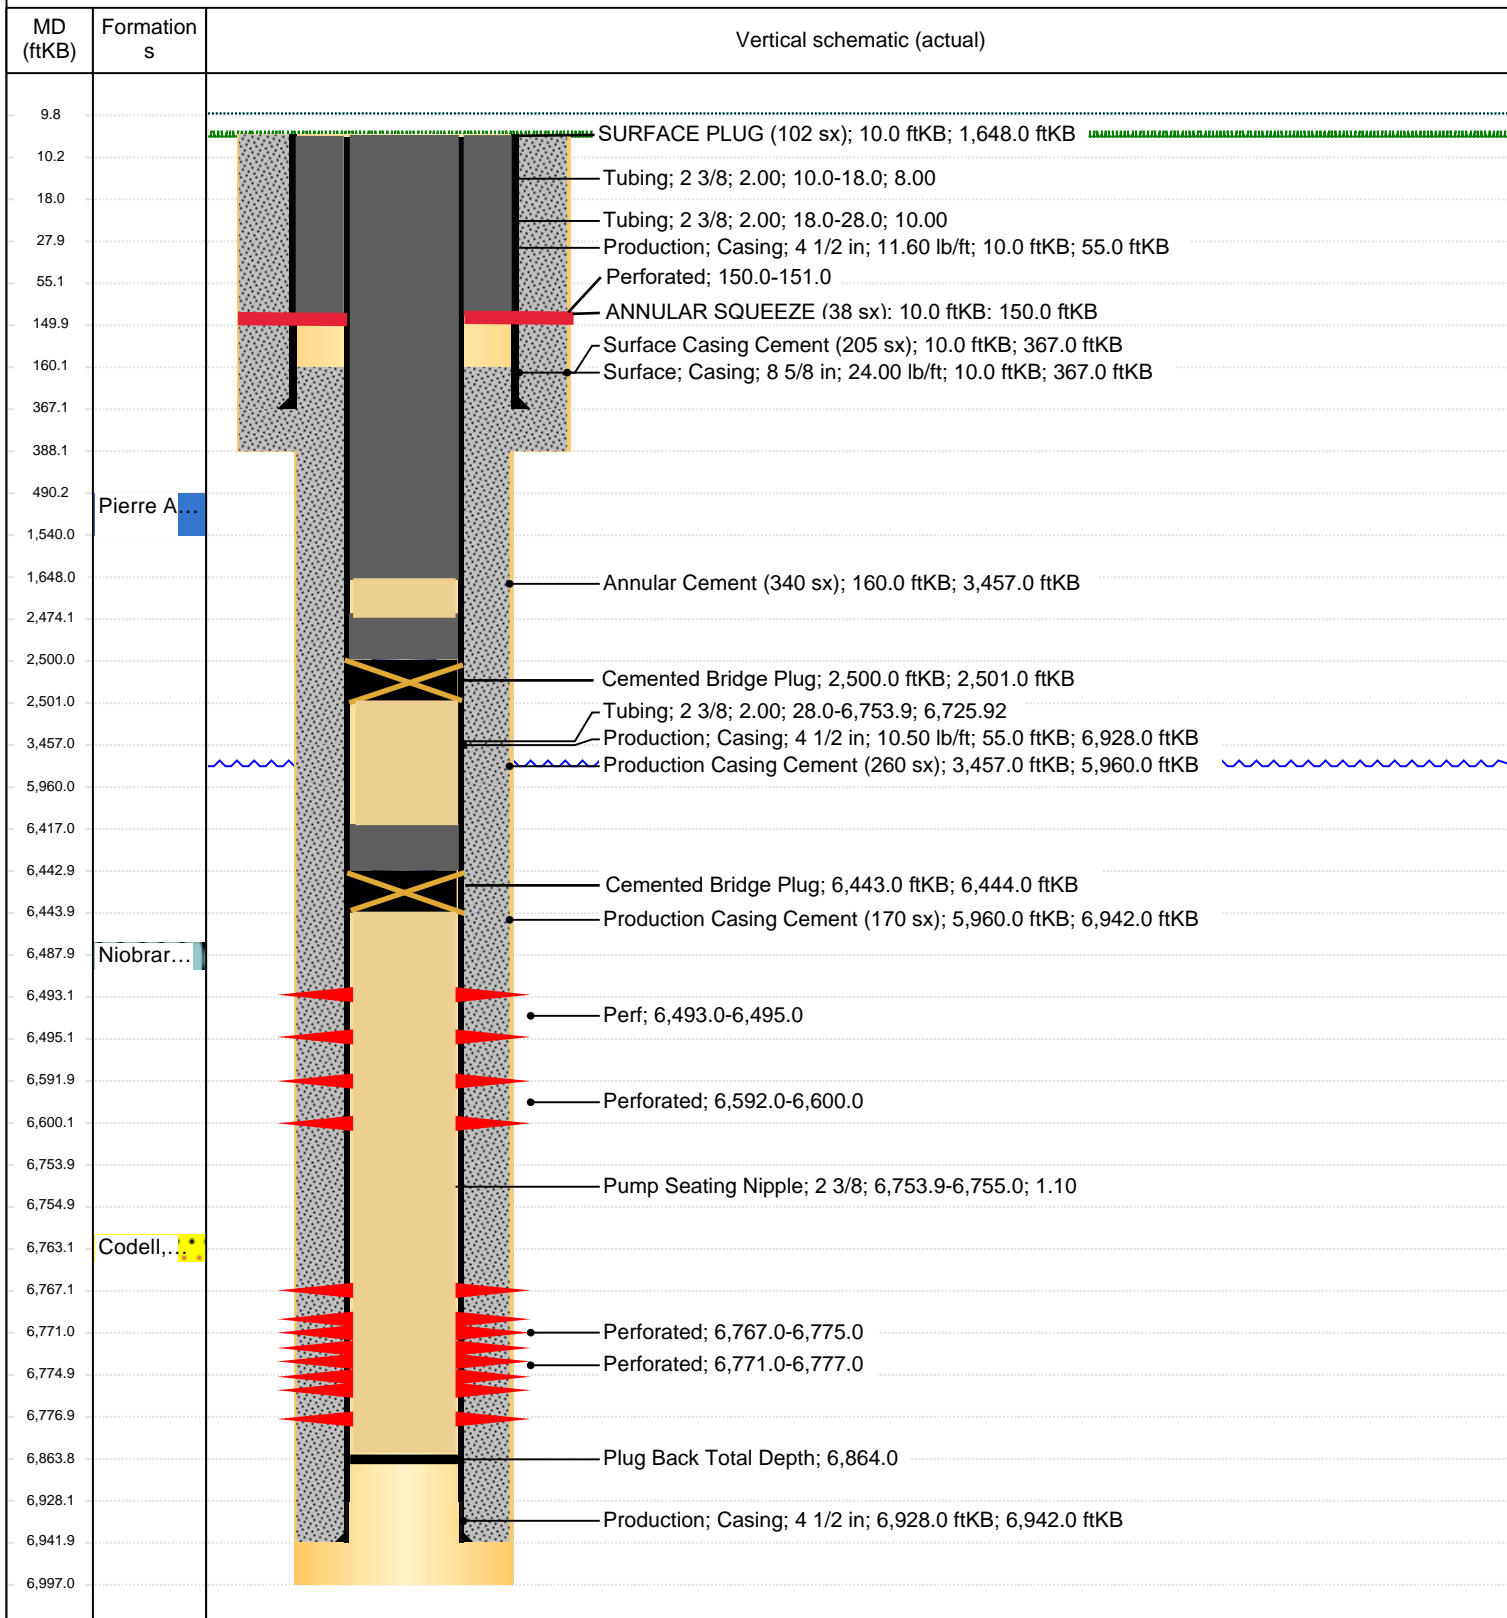 MD
(ftKB)
Formation
s
Vertical schematic (actual)
9.8
SURFACE PLUG (102 sx); 10.0 ftKB; 1,648.0 ftKB
10.2
Tubing; 2 3/8; 2.00; 10.0-18.0; 8.00
18.0
Tubing; 2 3/8; 2.00; 18.0-28.0; 10.00
27.9
Production; Casing; 4 1/2 in; 11.60 lb/ft; 10.0 ftKB; 55.0 ftKB
55.1
Perforated; 150.0-151.0
ANNULAR SQUEEZE (38 sx); 10.0 ftKB; 150.0 ftKB
149.9
Surface Casing Cement (205 sx); 10.0 ftKB; 367.0 ftKB
160.1
Surface; Casing; 8 5/8 in; 24.00 lb/ft; 10.0 ftKB; 367.0 ftKB
367.1
388.1
490.2
Pierre A...
1,540.0
1,648.0
Annular Cement (340 sx); 160.0 ftKB; 3,457.0 ftKB
2,474.1
2,500.0
Cemented Bridge Plug; 2,500.0 ftKB; 2,501.0 ftKB
2,501.0
Tubing; 2 3/8; 2.00; 28.0-6,753.9; 6,725.92
3,457.0
Production; Casing; 4 1/2 in; 10.50 lb/ft; 55.0 ftKB; 6,928.0 ftKB
Production Casing Cement (260 sx); 3,457.0 ftKB; 5,960.0 ftKB
5,960.0
6,417.0
6,442.9
Cemented Bridge Plug; 6,443.0 ftKB; 6,444.0 ftKB
6,443.9
Production Casing Cement (170 sx); 5,960.0 ftKB; 6,942.0 ftKB
6,487.9
Niobrar...
6,493.1
Perf; 6,493.0-6,495.0
6,495.1
6,591.9
Perforated; 6,592.0-6,600.0
6,600.1
6,753.9
Pump Seating Nipple; 2 3/8; 6,753.9-6,755.0; 1.10
6,754.9
6,763.1
Codell,...
6,767.1
6,771.0
Perforated; 6,767.0-6,775.0
Perforated; 6,771.0-6,777.0
6,774.9
6,776.9
6,863.8
Plug Back Total Depth; 6,864.0
6,928.1
Production; Casing; 4 1/2 in; 6,928.0 ftKB; 6,942.0 ftKB
6,941.9
6,997.0